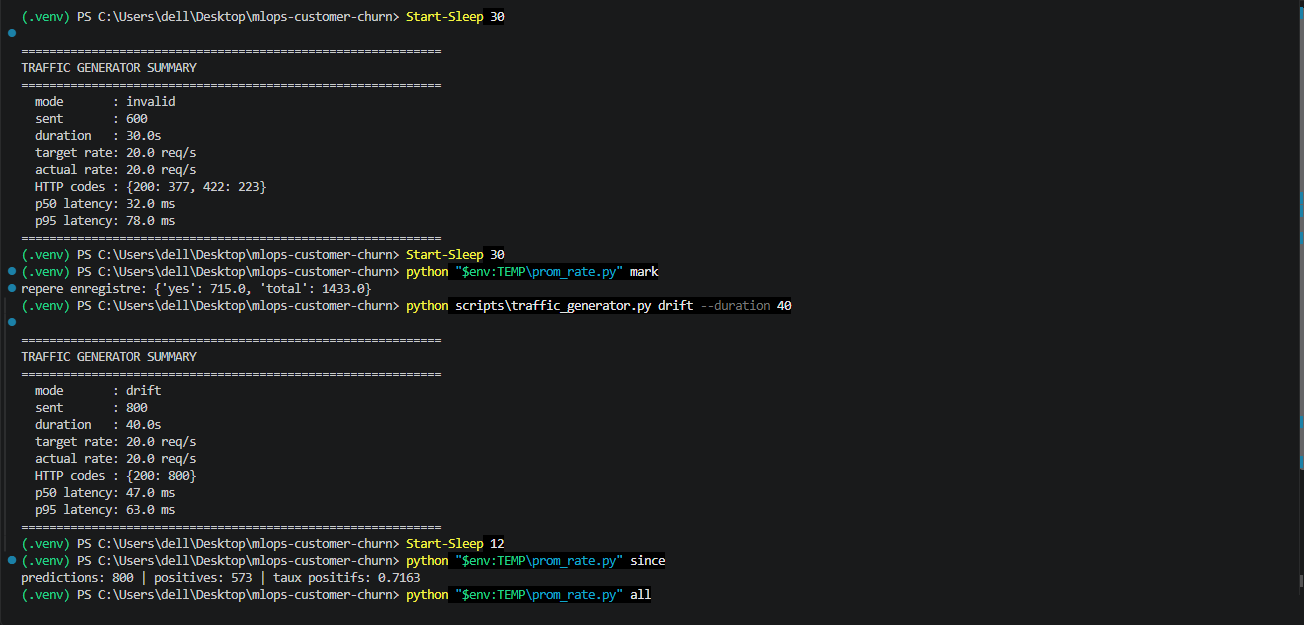 (.venv) PS C:\Users\dell\Desktop\mlops-customer-churn> Start-Sleep 30
============================================================
TRAFFIC GENERATOR SUMMARY
============================================================
  mode       : invalid
  sent       : 600
  duration   : 30.0s
  target rate: 20.0 req/s
  actual rate: 20.0 req/s
  HTTP codes : {200: 377, 422: 223}
  p50 latency: 32.0 ms
  p95 latency: 78.0 ms
============================================================
(.venv) PS C:\Users\dell\Desktop\mlops-customer-churn> Start-Sleep 30
(.venv) PS C:\Users\dell\Desktop\mlops-customer-churn> python "$env:TEMP\prom_rate.py" mark
repere enregistre: {'yes': 715.0, 'total': 1433.0}
(.venv) PS C:\Users\dell\Desktop\mlops-customer-churn> python scripts\traffic_generator.py drift --duration 40
============================================================
TRAFFIC GENERATOR SUMMARY
============================================================
  mode       : drift
  sent       : 800
  duration   : 40.0s
  target rate: 20.0 req/s
  actual rate: 20.0 req/s
  HTTP codes : {200: 800}
  p50 latency: 47.0 ms
  p95 latency: 63.0 ms
============================================================
(.venv) PS C:\Users\dell\Desktop\mlops-customer-churn> Start-Sleep 12
(.venv) PS C:\Users\dell\Desktop\mlops-customer-churn> python "$env:TEMP\prom_rate.py" since
predictions: 800 | positives: 573 | taux positifs: 0.7163
(.venv) PS C:\Users\dell\Desktop\mlops-customer-churn> python "$env:TEMP\prom_rate.py" all